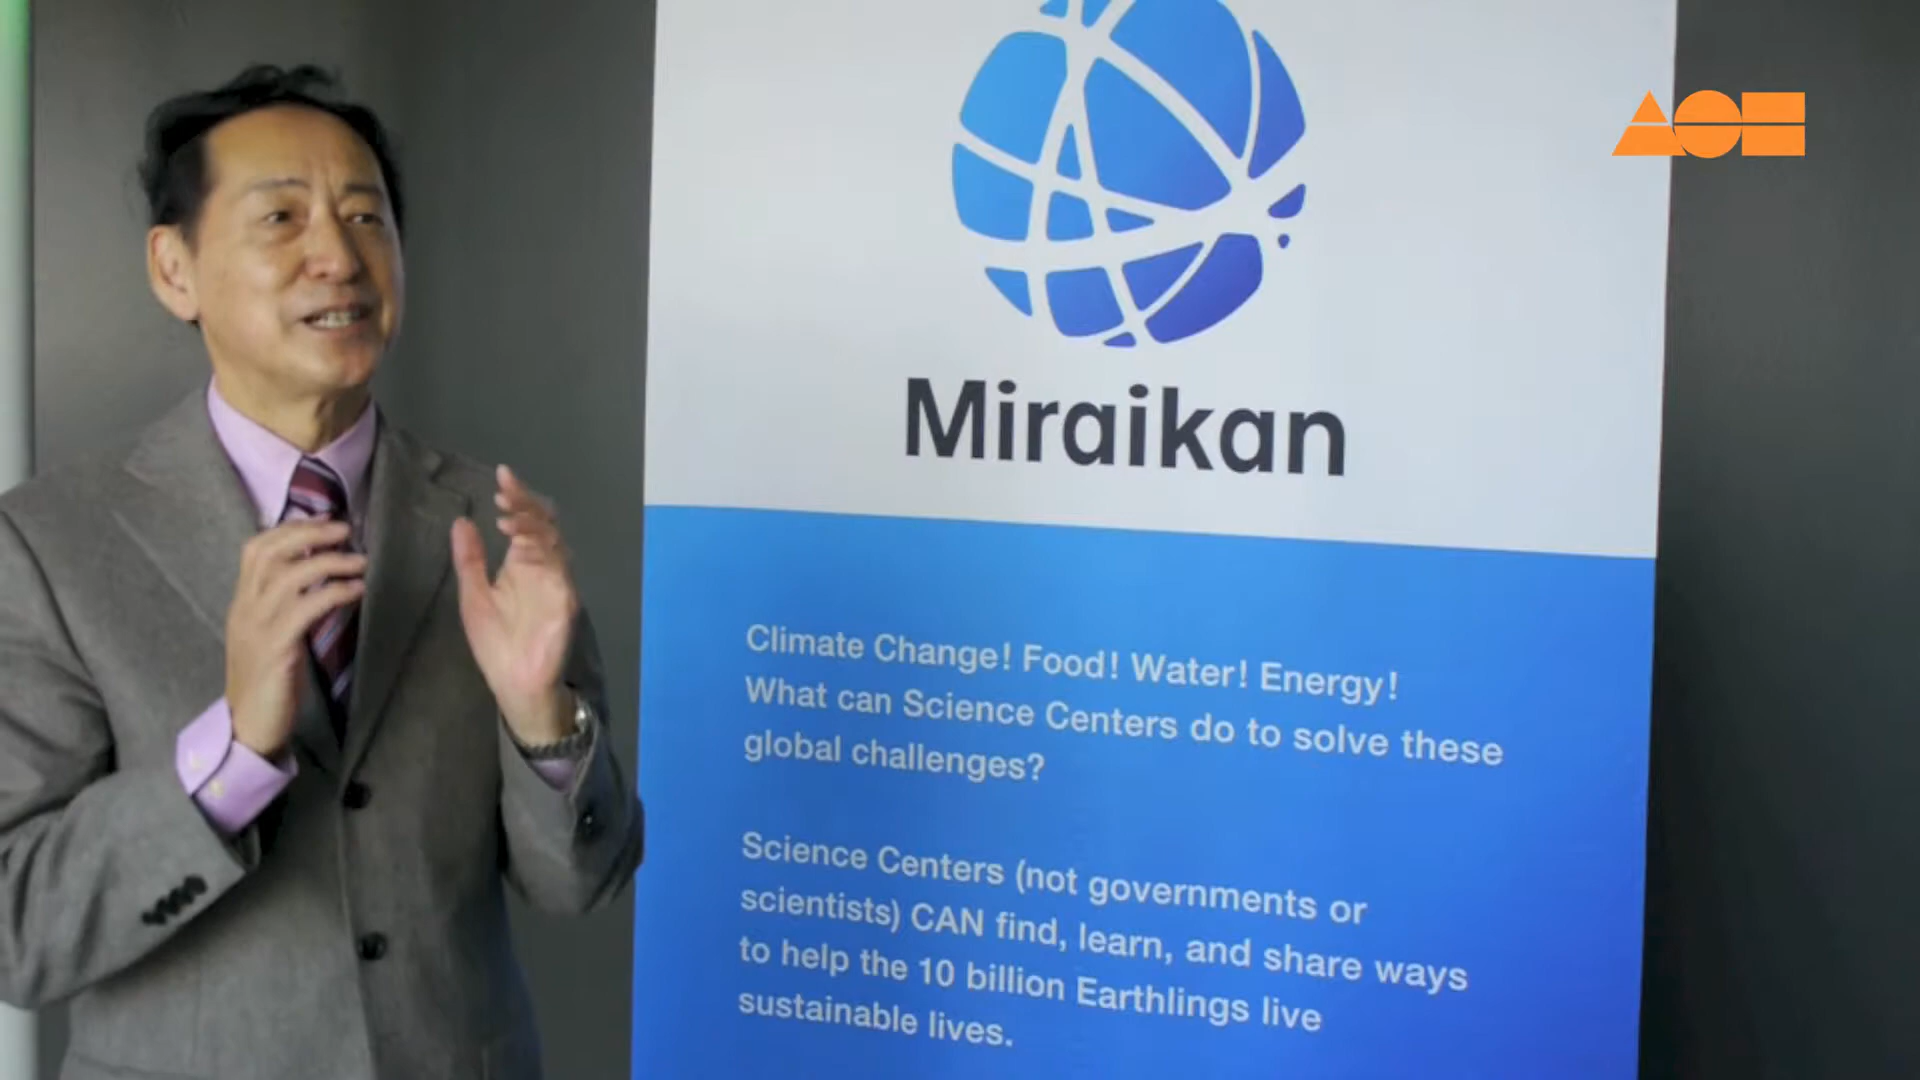 Miraikan
Climate Change! Food! Water! Energy!
What can Science Centers do to solve these
global challenges?
Science Centers (not governments or
scientists) CAN find, learn, and share ways
to help the 10 billion Earthlings live
sustainable lives.